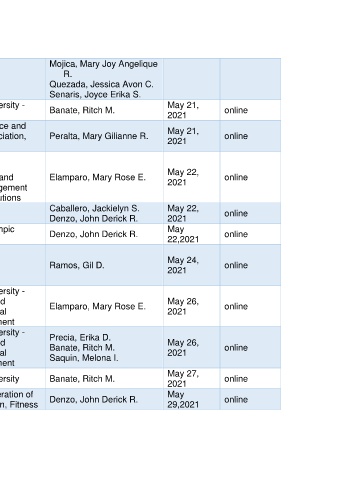 Mojica, Mary Joy Angelique
R.
Quezada, Jessica Avon C.
Senaris, Joyce Erika S.
ersity -
Banate, Ritch M.
May 21,
2021
online
ce and
ciation,
Peralta, Mary Gilianne R.
May 21,
2021
online
and
gement
utions
Elamparo, Mary Rose E.
May 22,
2021
online
Caballero, Jackielyn S.
Denzo, John Derick R.
May 22,
2021
online
mpic
Denzo, John Derick R.
May
22,2021
online
Ramos, Gil D.
May 24,
2021
online
ersity -
d
al
ment
Elamparo, Mary Rose E.
May 26,
2021
online
ersity -
d
al
ment
Precia, Erika D.
Banate, Ritch M.
Saquin, Melona I.
May 26,
2021
online
ersity
Banate, Ritch M.
May 27,
2021
online
eration of
n, Fitness
Denzo, John Derick R.
May
29,2021
online